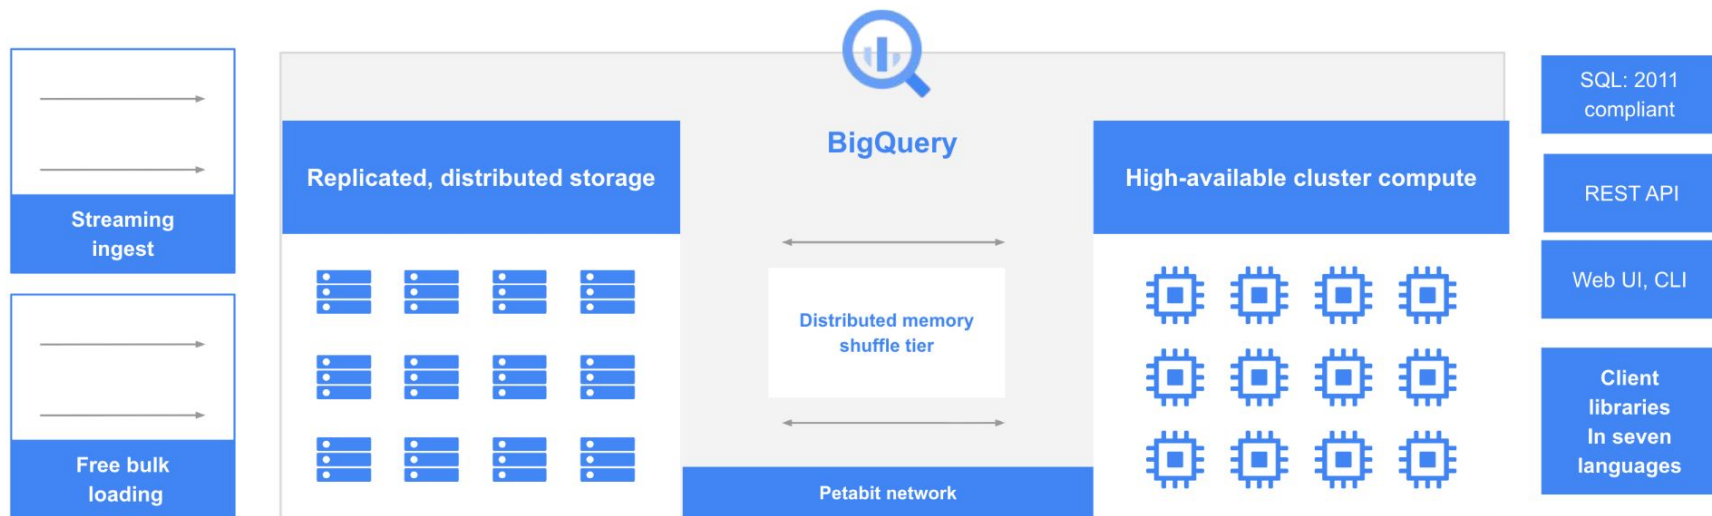 Streaming
ingest
Free bulk
loading
BigQuery
Replicated, distributed storage
Distributed memory
shuffle tier
Petabit network
High-available cluster compute
SQL: 2011
compliant
REST API
Web UI, CLI
Client
libraries
In seven
languages